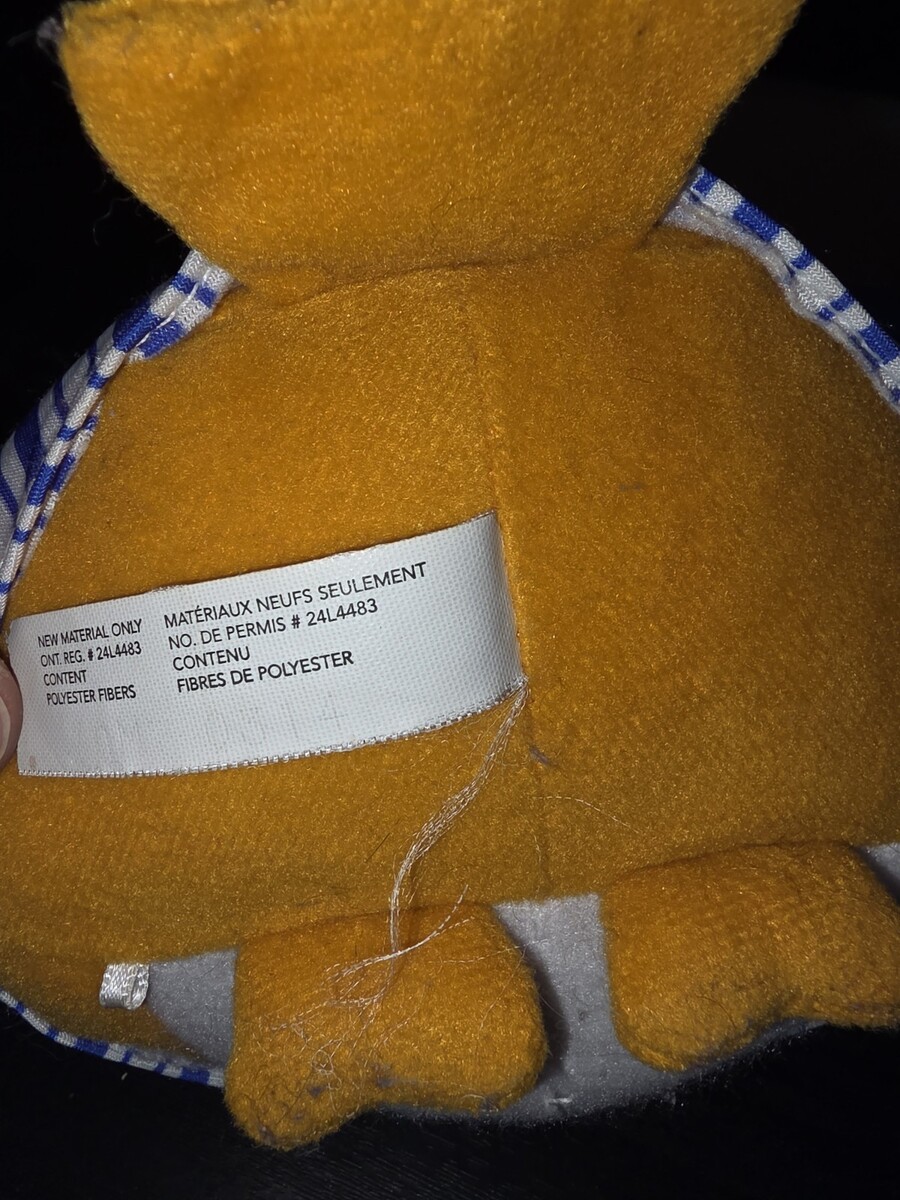 NEW MATERIAL ONLY
ONT. REG. # 24L4483
CONTENT
POLYESTER FIBERS
MATÉRIAUX NEUFS SEULEMENT
NO. DE PERMIS # 24L4483
CONTENU
FIBRES DE POLYESTER